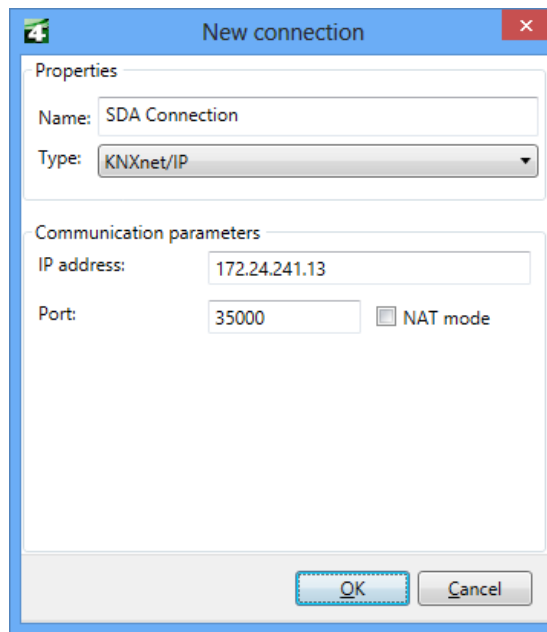 4
New connection
Properties
Name: SDA Connection
Type: KNXnet/IP
Communication parameters
IP address: 172.24.241.13
Port: 35000 NAT mode
OK Cancel